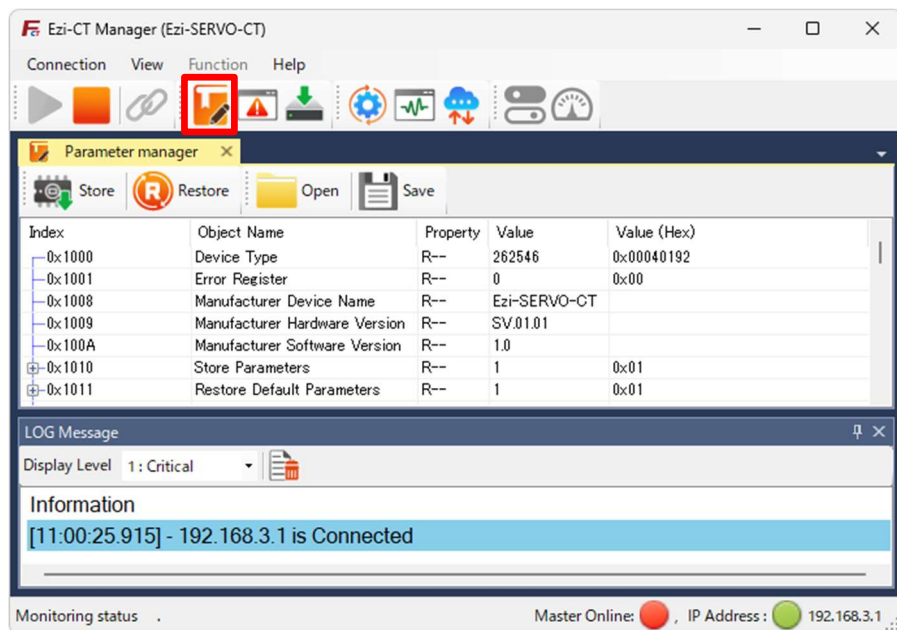 Ezi-CT Manager (Ezi-SERVO-CT)
Connection View Function Help
Parameter manager
Store Restore Open Save
Index Object Name Property Value Value (Hex)
0x1000 Device Type R-- 262546 0x00040192
0x1001 Error Register R-- 0 0x00
0x1008 Manufacturer Device Name R-- Ezi-SERVO-CT
0x1009 Manufacturer Hardware Version R-- SV.01.01
0x100A Manufacturer Software Version R-- 1.0
0x1010 Store Parameters R-- 1 0x01
0x1011 Restore Default Parameters R-- 1 0x01
LOG Message
Display Level 1 : Critical
Information
[11:00:25.915] - 192.168.3.1 is Connected
Monitoring status . Master Online: , IP Address : 192.168.3.1